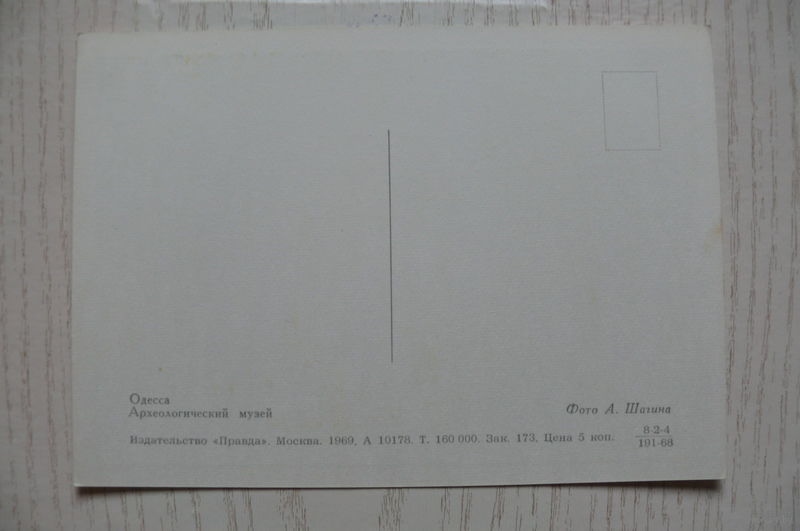 Одесса
Археологический музей
Фото А. Шагина
Издательство «Правда». Москва. 1969. А 10178. Т. 160 000. Зак. 173. Цена 5 коп.
8-2-4
191-68